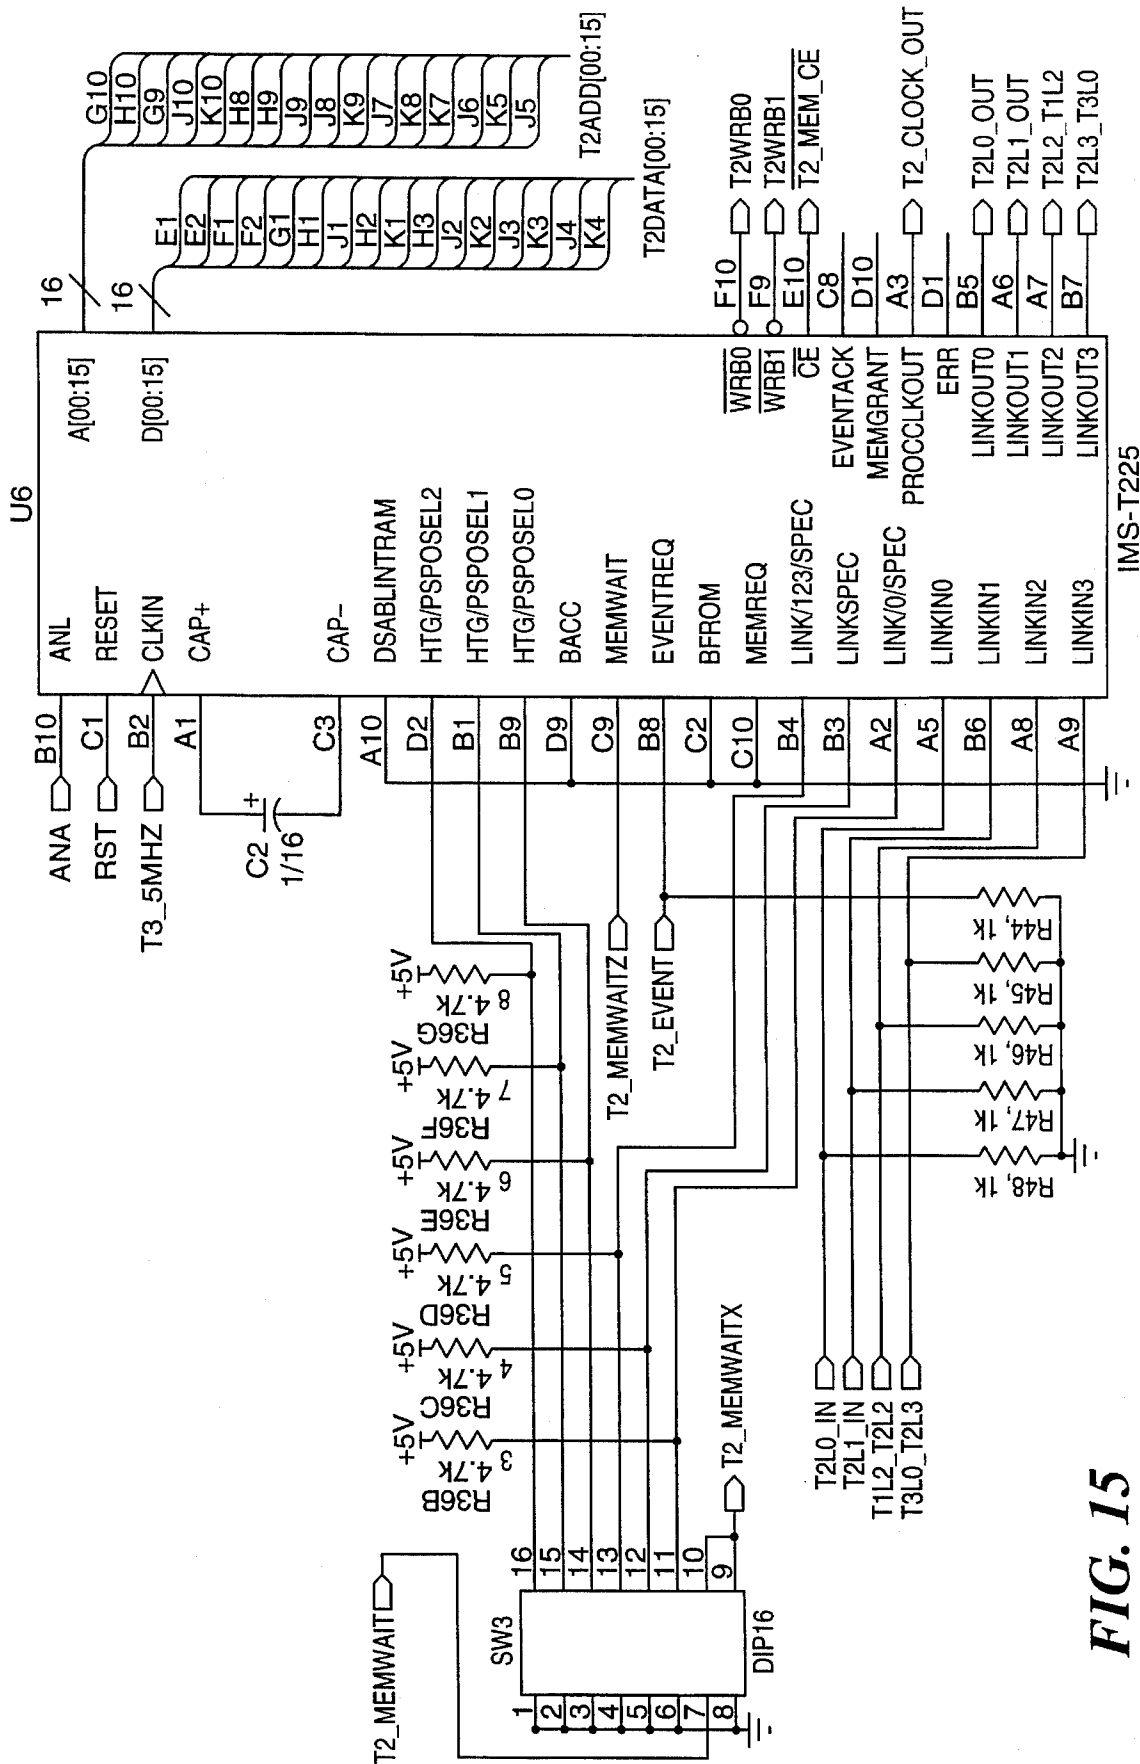 U6
IMS-T225
ANA
B10
ANL
RST
C1
RESET
T3_5MHZ
B2
CLKIN
A1
CAP+
C2
+
1/16
C3
CAP-
A10
DSABLINTRAM
D2
HTG/PSPOSEL2
B1
HTG/PSPOSEL1
B9
HTG/PSPOSEL0
D9
BACC
C9
MEMWAIT
B8
EVENTREQ
C2
BFROM
C10
MEMREQ
B4
LINK/123/SPEC
B3
LINKSPEC
A2
LINK/0/SPEC
A5
LINKIN0
B6
LINKIN1
A8
LINKIN2
A9
LINKIN3
A[00:15]
16
G10
H10
G9
J10
K10
H8
H9
J9
J8
K9
J7
K8
K7
J6
K5
J5
T2ADD[00:15]
D[00:15]
16
E1
E2
F1
F2
G1
H1
J1
H2
K1
H3
J2
K2
J3
K3
J4
K4
T2DATA[00:15]
WRB0
F10
T2WRB0
WRB1
F9
T2WRB1
CE
E10
T2_MEM_CE
EVENTACK
C8
MEMGRANT
D10
PROCCLKOUT
A3
T2_CLOCK_OUT
ERR
D1
LINKOUT0
B5
T2L0_OUT
LINKOUT1
A6
T2L1_OUT
LINKOUT2
A7
T2L2_T1L2
LINKOUT3
B7
T2L3_T3L0
+5V
R36G
4.7k
8
+5V
R36F
4.7k
7
+5V
R36E
4.7k
6
+5V
R36D
4.7k
5
+5V
R36C
4.7k
4
+5V
R36B
4.7k
3
T2_MEMWAITZ
T2_EVENT
R44, 1k
R45, 1k
R46, 1k
R47, 1k
R48, 1k
T2_MEMWAIT
SW3
DIP16
1
2
3
4
5
6
7
8
16
15
14
13
12
11
10
9
T2_MEMWAITX
T2L0_IN
T2L1_IN
T1L2_T2L2
T3L0_T2L3
FIG. 15